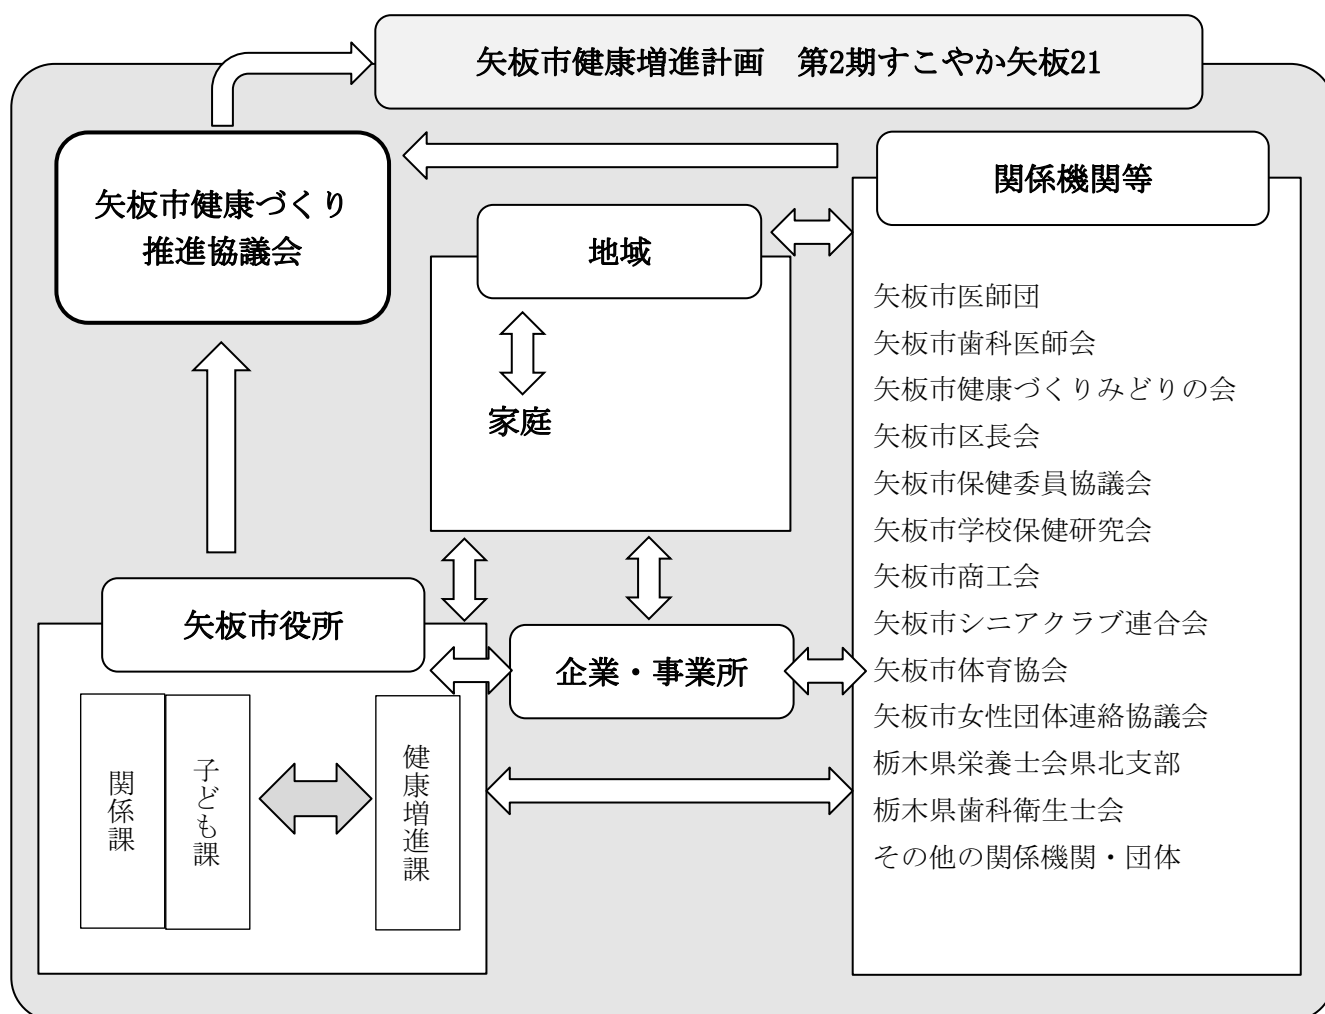 矢板市健康増進計画　第2期すこやか矢板21
矢板市健康づくり
推進協議会
関係機関等
地域
家庭
矢板市医師団
矢板市歯科医師会
矢板市健康づくりみどりの会
矢板市区長会
矢板市保健委員協議会
矢板市学校保健研究会
矢板市商工会
矢板市シニアクラブ連合会
矢板市体育協会
矢板市女性団体連絡協議会
栃木県栄養士会県北支部
栃木県歯科衛生士会
その他の関係機関・団体
矢板市役所
企業・事業所
関係課
子ども課
健康増進課